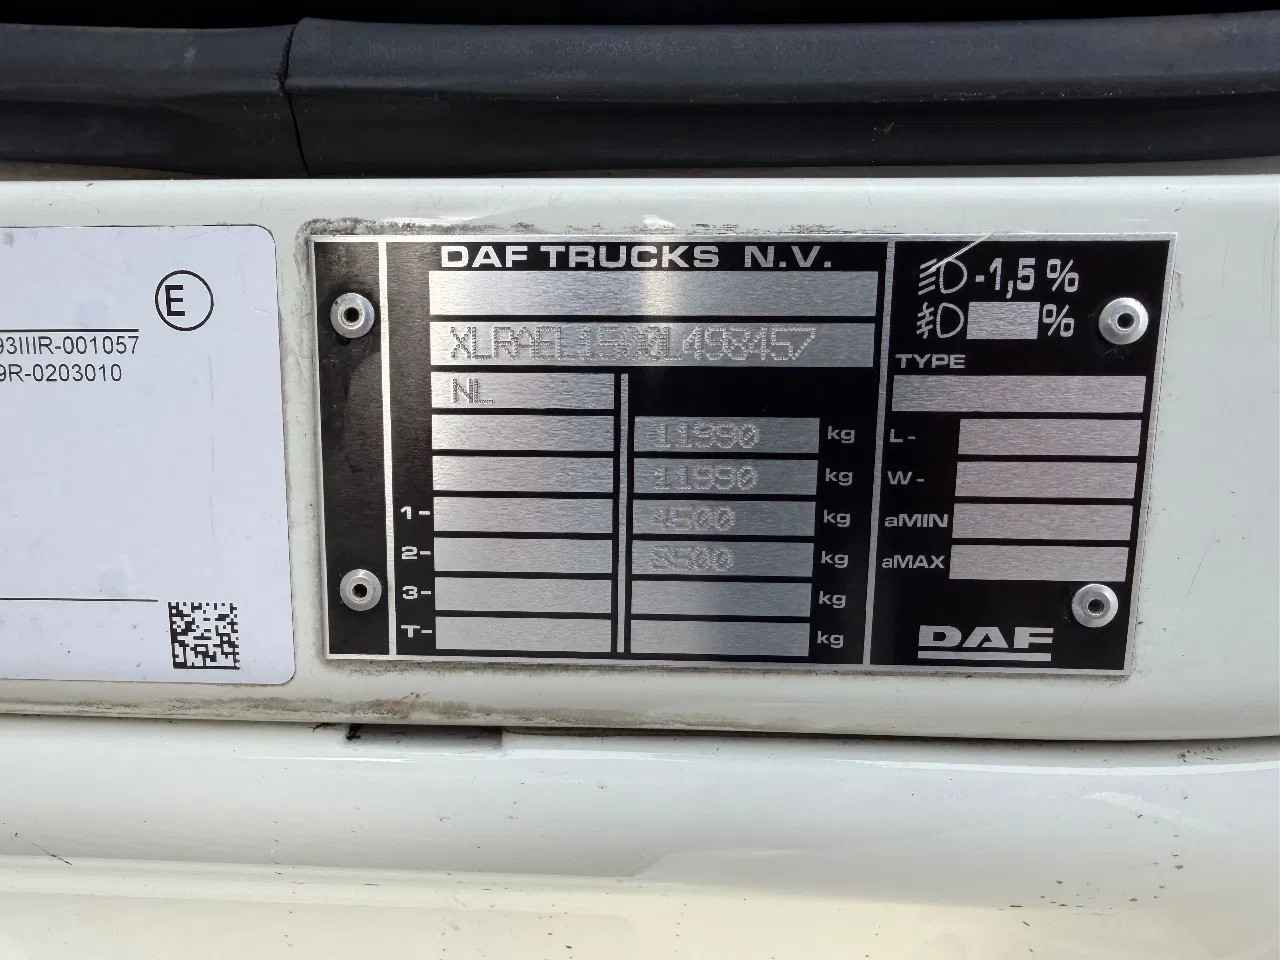 E
93IIIR-001057
9R-0203010
DAF TRUCKS N.V.
XLRAEL1500L498457
NL
11990 kg
11990 kg
1- 4500 kg
2- 8500 kg
3- kg
T- kg
-1,5 %
%
TYPE
L-
W-
aMIN
aMAX
DAF